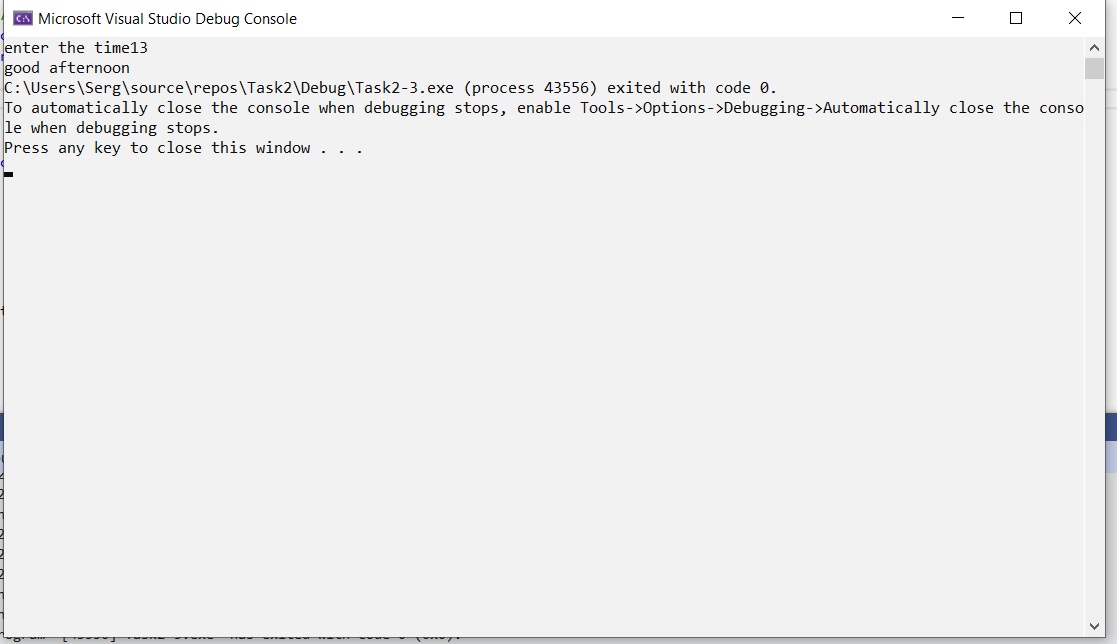 Microsoft Visual Studio Debug Console
enter the time13
good afternoon
C:\Users\Serg\source\repos\Task2\Debug\Task2-3.exe (process 43556) exited with code 0.
To automatically close the console when debugging stops, enable Tools->Options->Debugging->Automatically close the conso
le when debugging stops.
Press any key to close this window . . .